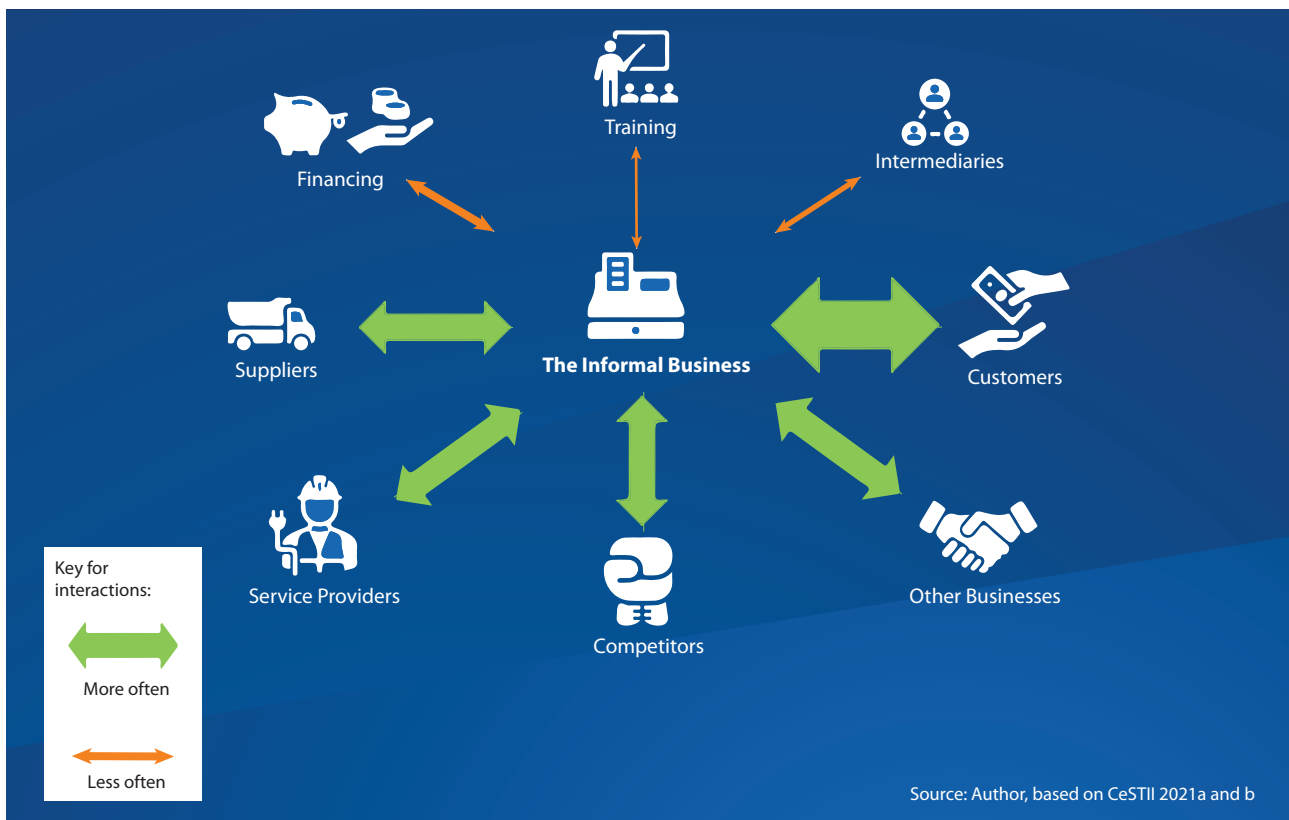 Training
Financing
Intermediaries
Suppliers
The Informal Business
Customers
Service Providers
Competitors
Other Businesses
Key for
interactions:
More often
Less often
Source: Author, based on CeSTII 2021a and b